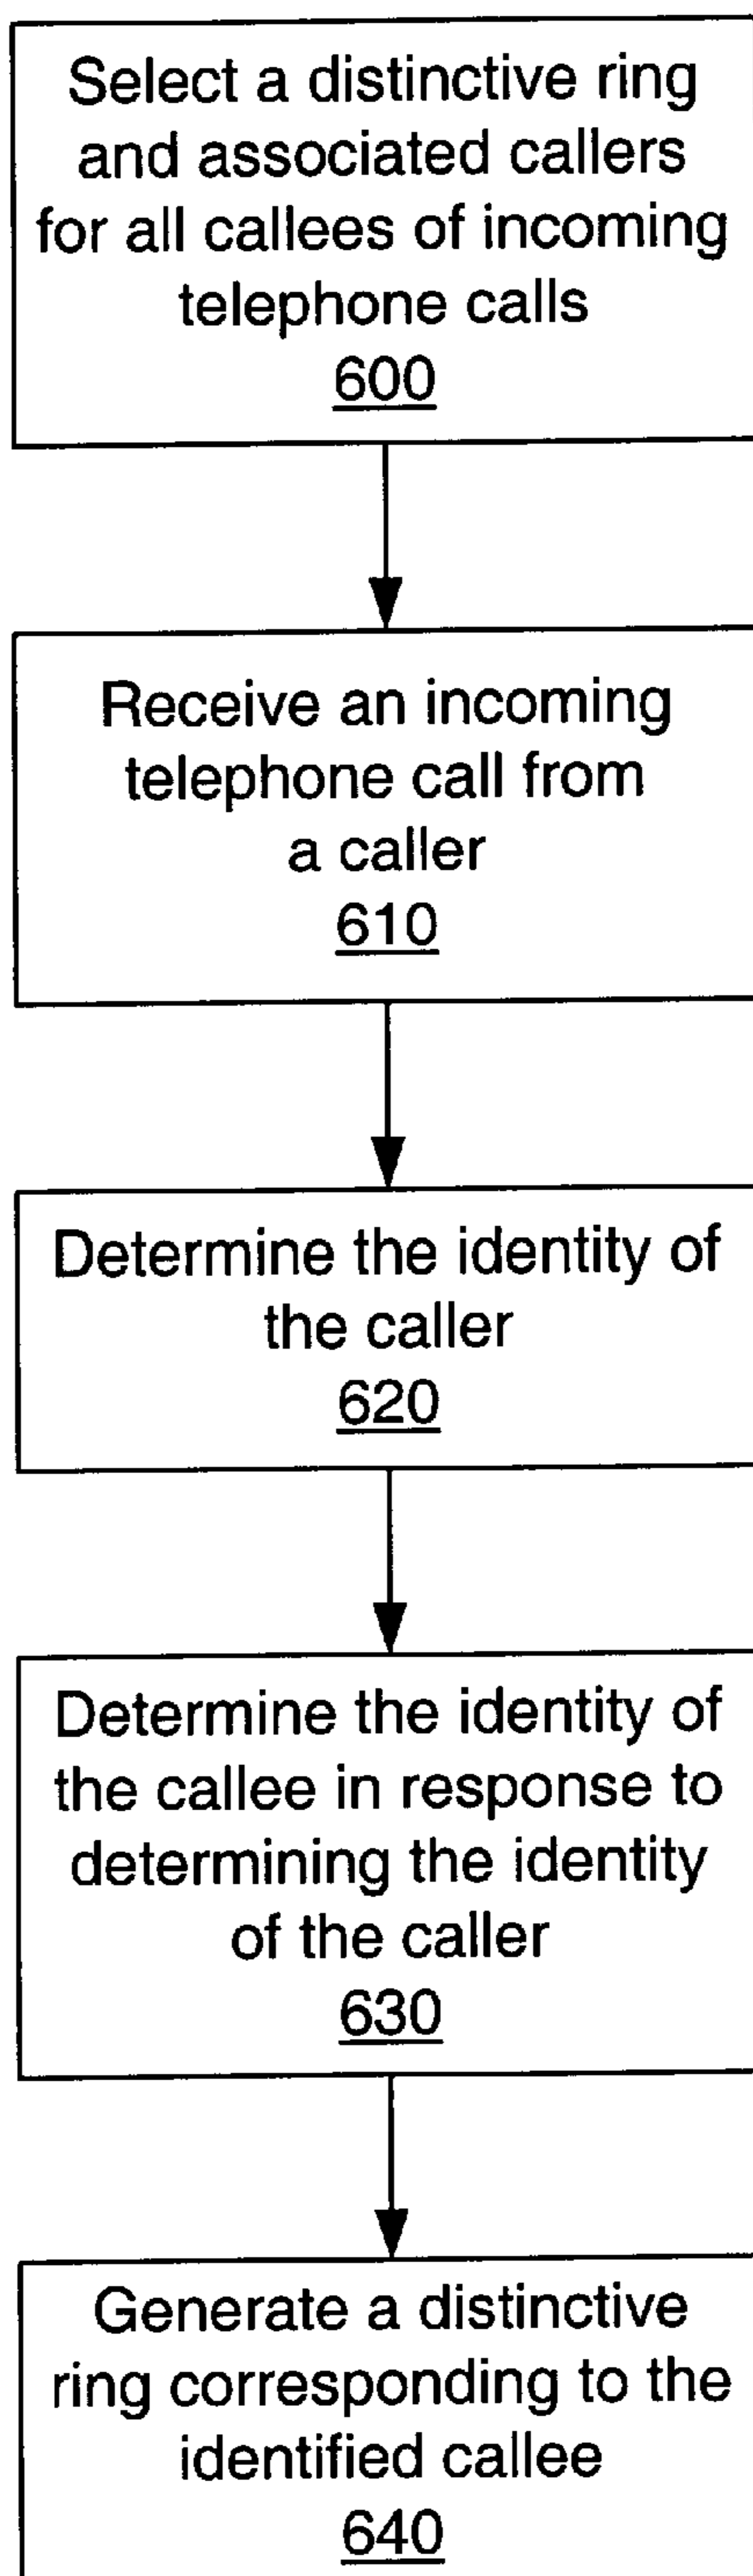 Select a distinctive ring
and associated callers
for all callees of incoming
telephone calls
600
Receive an incoming
telephone call from
a caller
610
Determine the identity of
the caller
620
Determine the identity of
the callee in response to
determining the identity
of the caller
630
Generate a distinctive
ring corresponding to the
identified callee
640